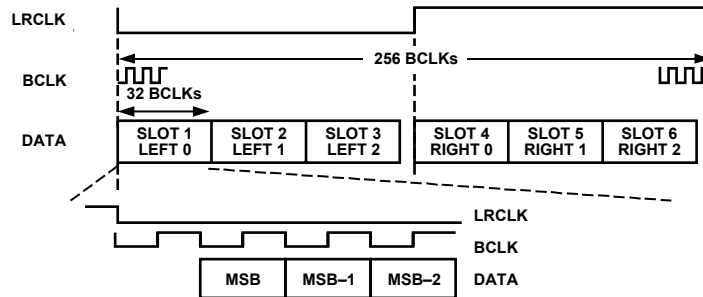 LRCLK
256 BCLKs
BCLK
32 BCLKs
DATA
SLOT 1 LEFT 0
SLOT 2 LEFT 1
SLOT 3 LEFT 2
SLOT 4 RIGHT 0
SLOT 5 RIGHT 1
SLOT 6 RIGHT 2
LRCLK
BCLK
MSB MSB–1 MSB–2 DATA